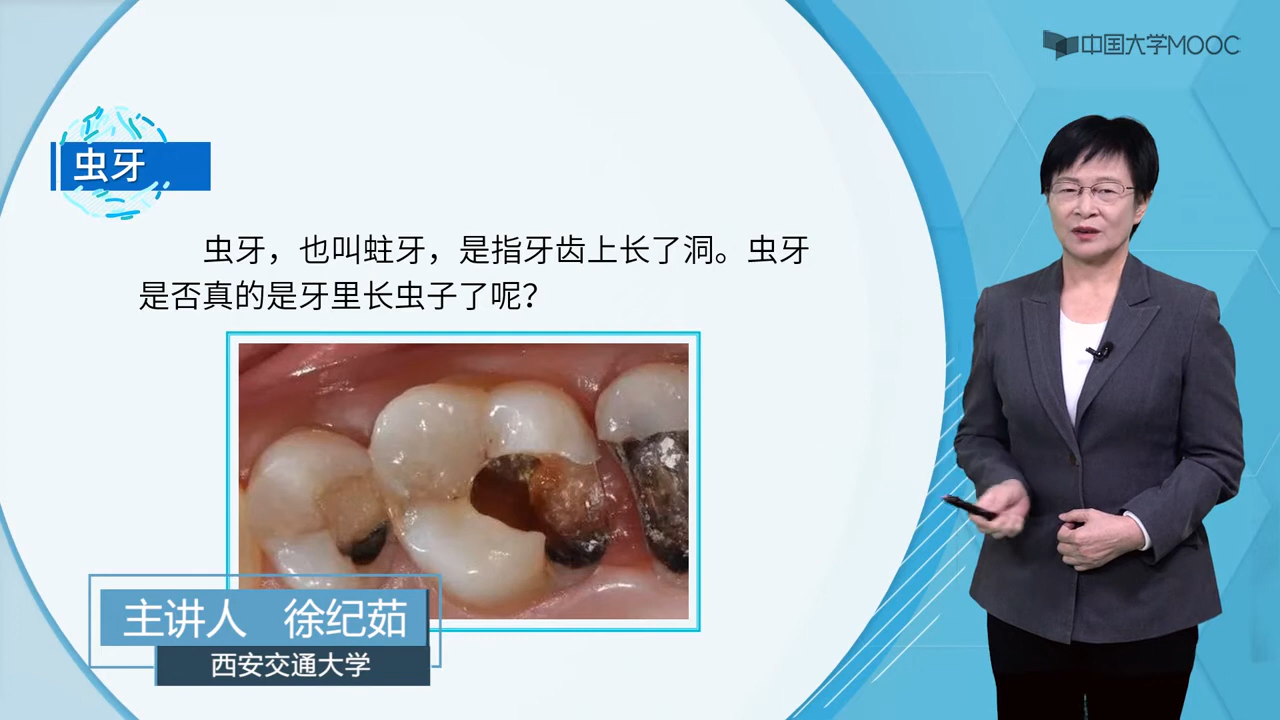 中国大学MOOC
虫牙
虫牙，也叫蛀牙，是指牙齿上长了洞。虫牙
是否真的是牙里长虫子了呢？
主讲人 徐纪茹
西安交通大学